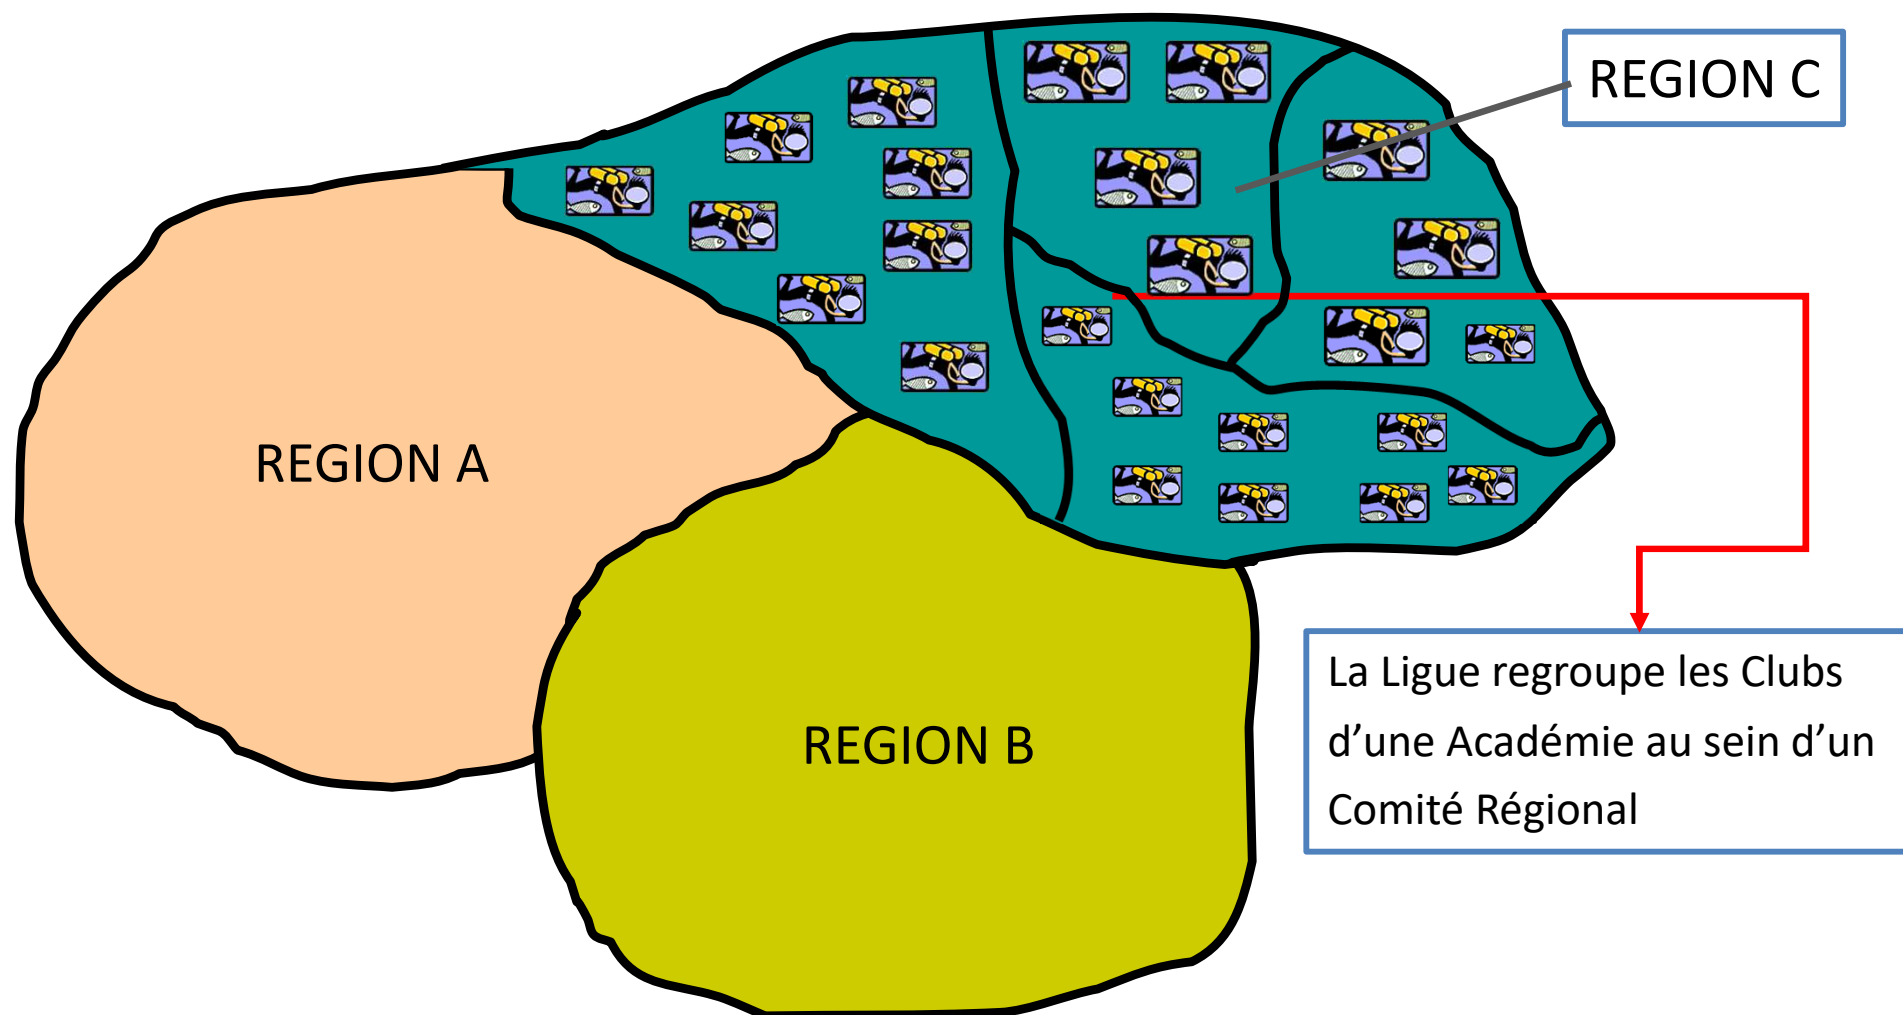 REGION C
REGION A
REGION B
La Ligue regroupe les Clubs
d’une Académie au sein d’un
Comité Régional